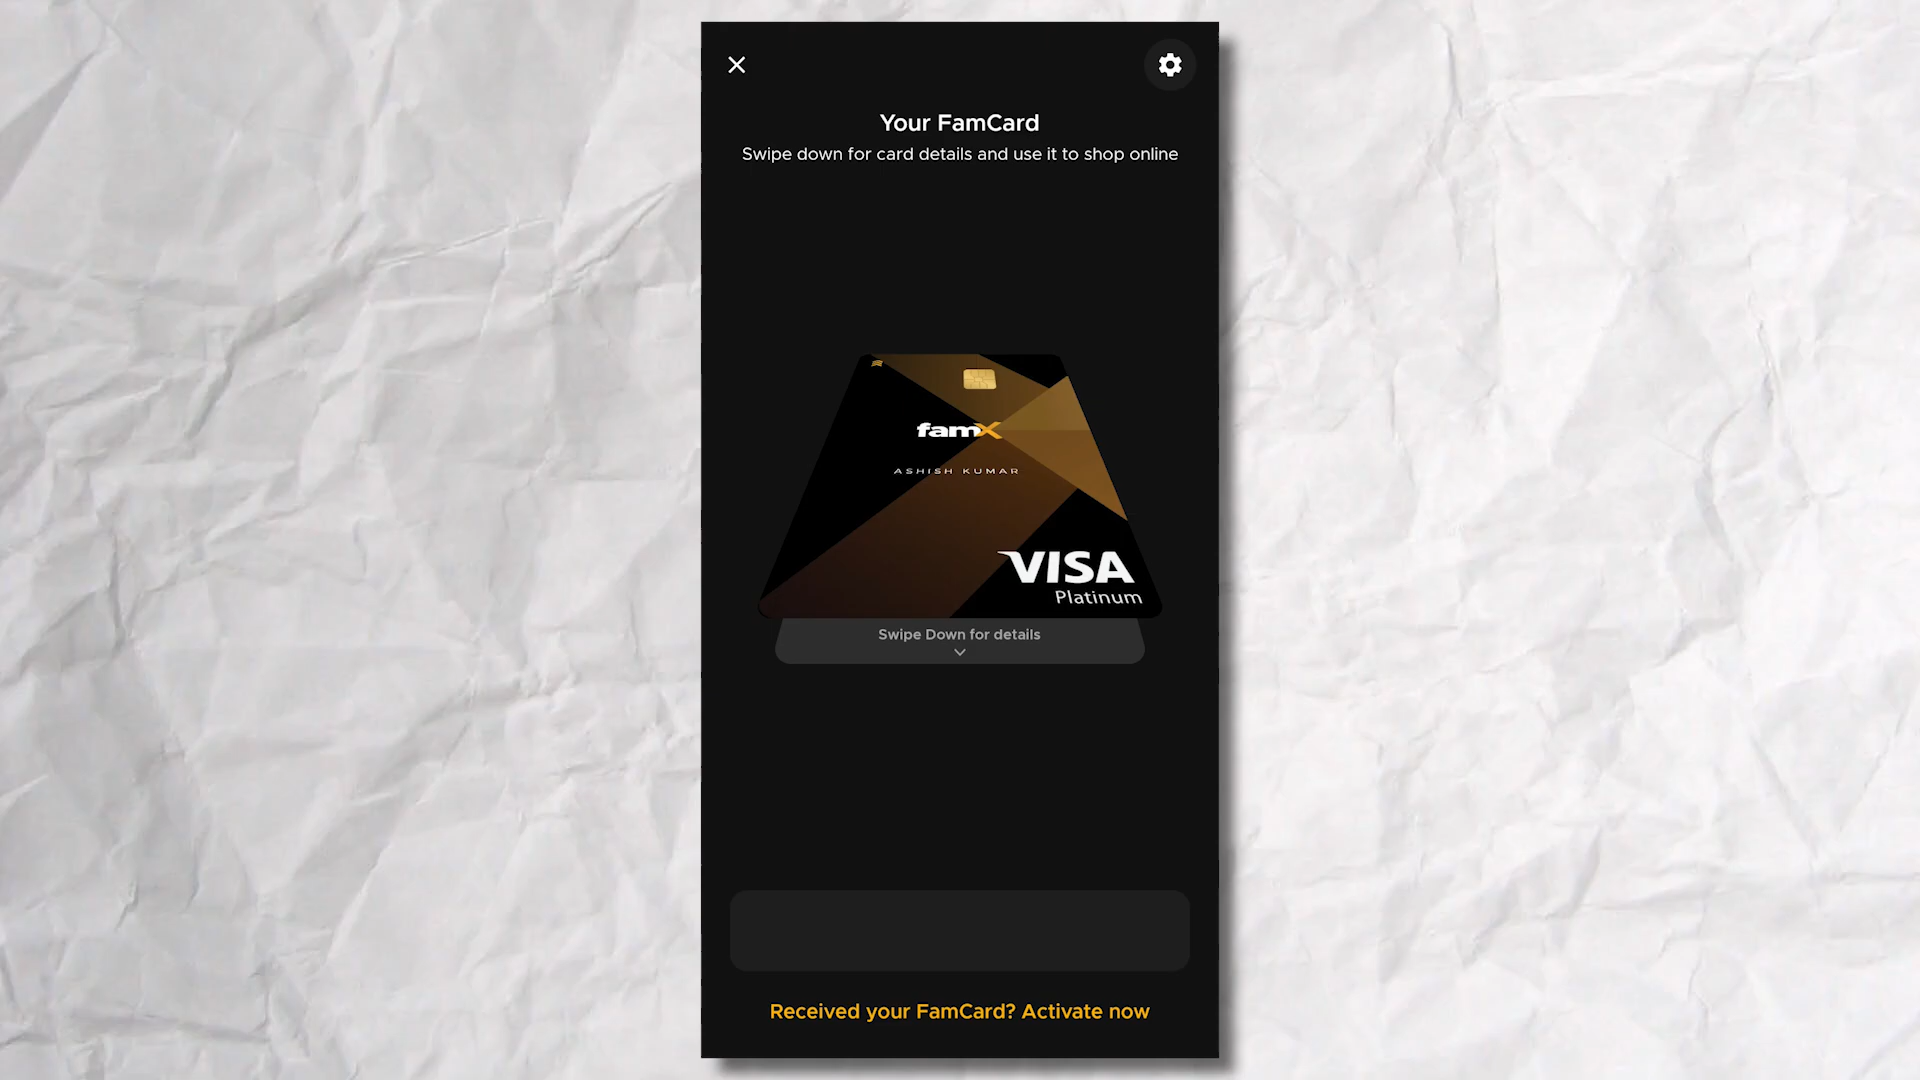 Your FamCard
Swipe down for card details and use it to shop online
famX
ASHISH KUMAR
VISA
Platinum
Swipe Down for details
Received your FamCard? Activate now